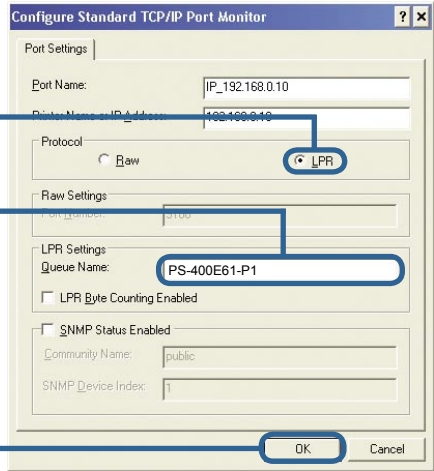 Configure Standard TCP/IP Port Monitor
Port Settings
Port Name: IP_192.168.0.10
Printer Name or IP Address: 192.168.0.10
Protocol
Raw LPR
Raw Settings
Port Number: 9100
LPR Settings
Queue Name: PS-400E61-P1
LPR Byte Counting Enabled
SNMP Status Enabled
Community Name: public
SNMP Device Index: 1
OK Cancel